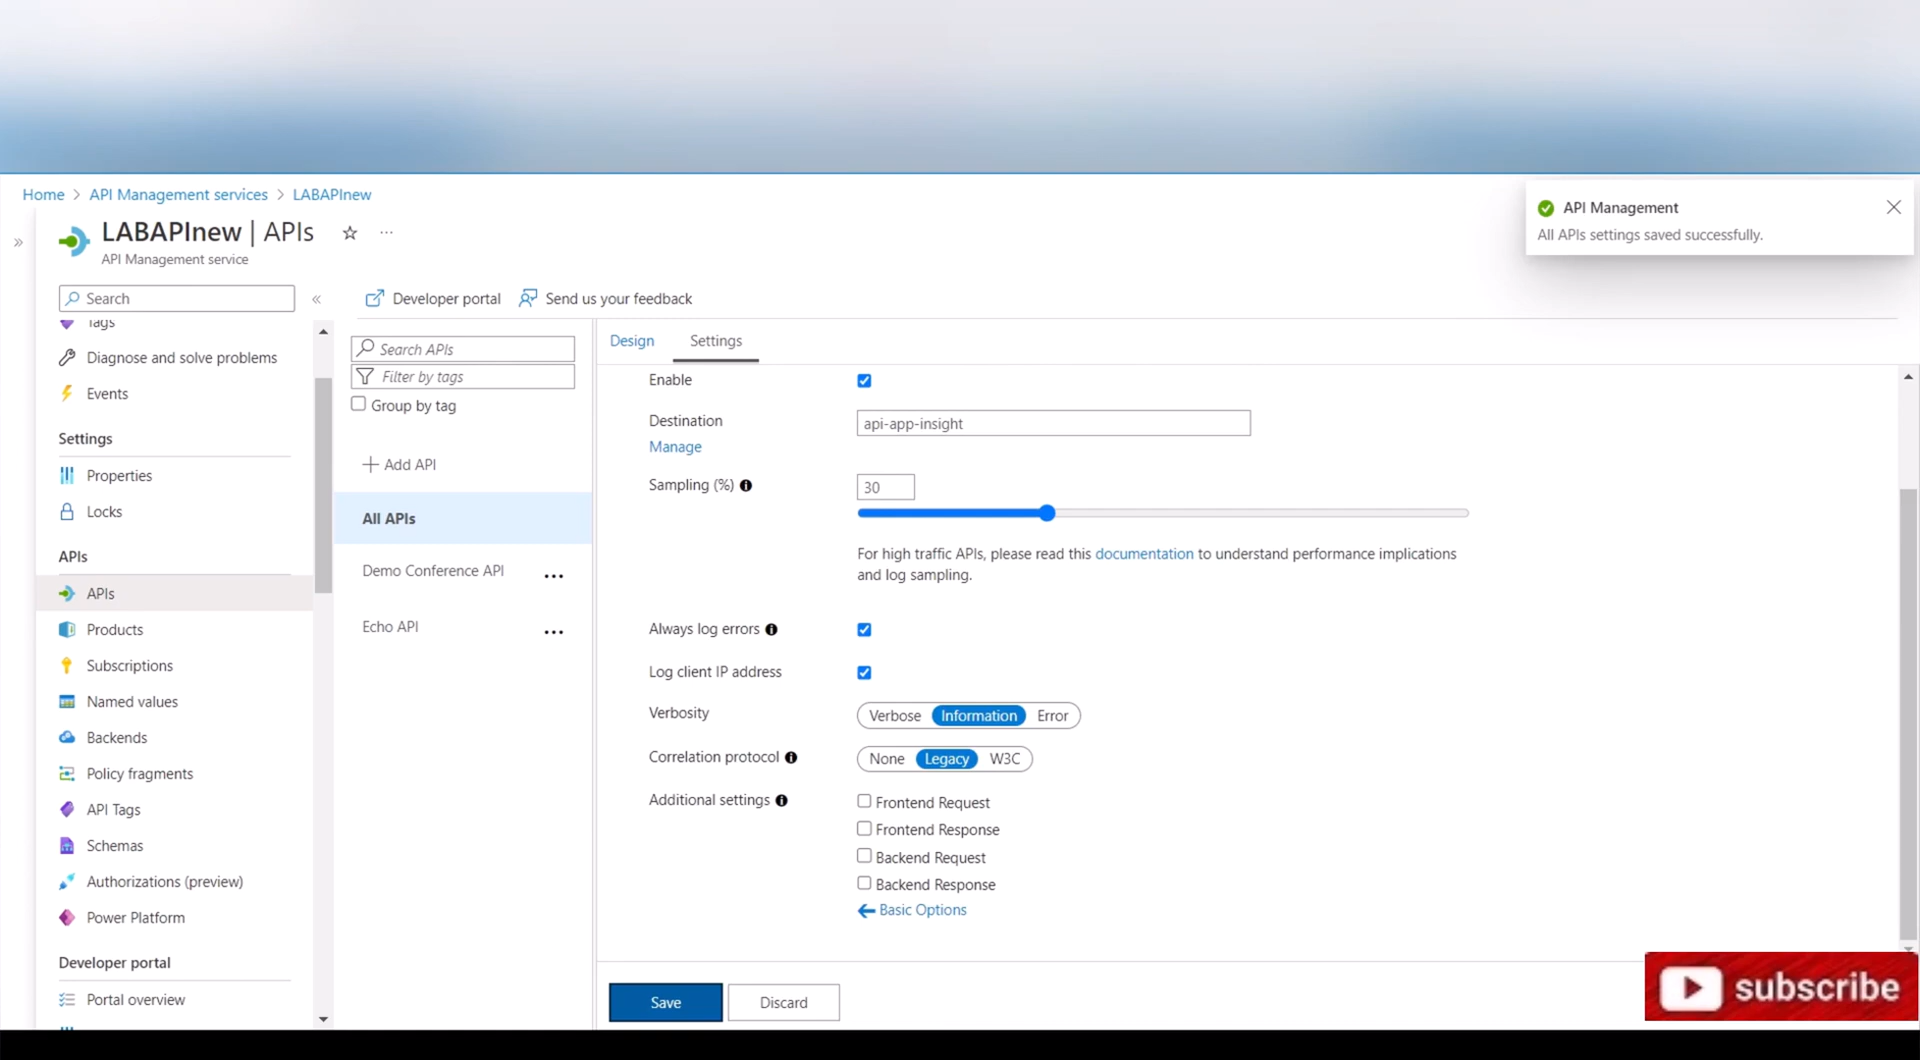 Home > API Management services > LABAPInew
LABAPInew | APIs
API Management service
API Management
All APIs settings saved successfully.
Search
Tags
Diagnose and solve problems
Events
Settings
Properties
Locks
APIs
APIs
Products
Subscriptions
Named values
Backends
Policy fragments
API Tags
Schemas
Authorizations (preview)
Power Platform
Developer portal
Portal overview
Developer portal
Send us your feedback
Search APIs
Filter by tags
Group by tag
Add API
All APIs
Demo Conference API
Echo API
Design
Settings
Enable
Destination
api-app-insight
Manage
Sampling (%)
30
For high traffic APIs, please read this documentation to understand performance implications
and log sampling.
Always log errors
Log client IP address
Verbosity
Verbose Information Error
Correlation protocol
None Legacy W3C
Additional settings
Frontend Request
Frontend Response
Backend Request
Backend Response
Basic Options
Save
Discard
subscribe